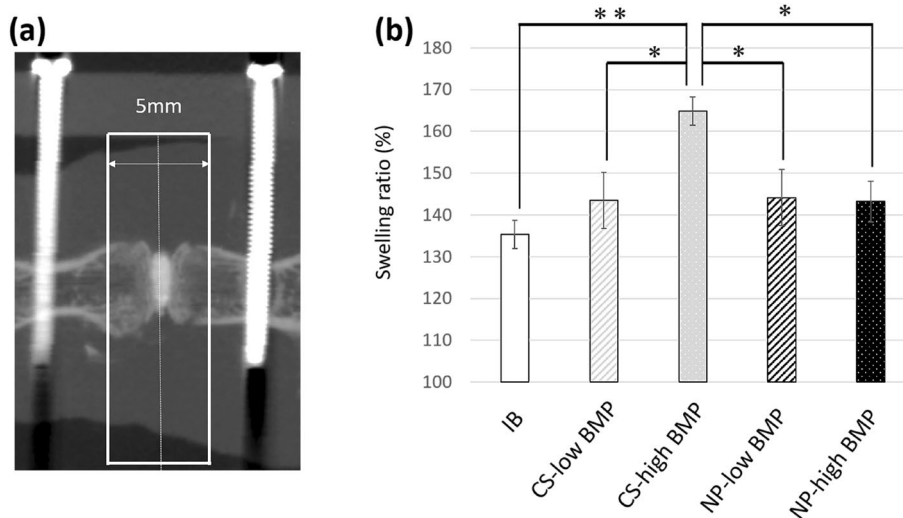 (a)
5mm
(b)
Swelling ratio (%)
180
170
160
150
140
130
120
110
100
**
*
*
*
IB
CS-low BMP
CS-high BMP
NP-low BMP
NP-high BMP